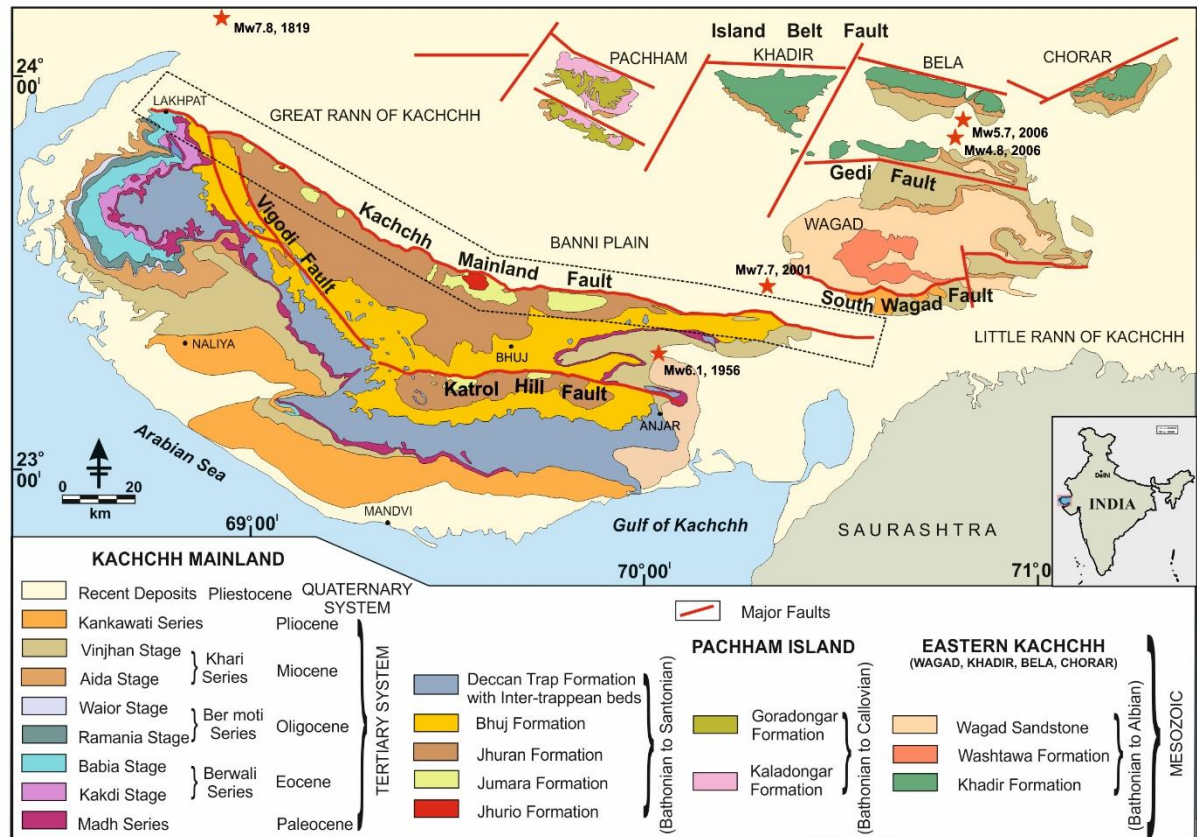 Mw7.8, 1819
Island Belt Fault
PACHHAM
KHADIR
BELA
CHORAR
24°
00'
LAKHPAT
GREAT RANN OF KACHCHH
Mw5.7, 2006
Mw4.8, 2006
Gedi Fault
Vigodi
Fault
Kachchh
Mainland
Fault
BANNI PLAIN
WAGAD
Mw7.7, 2001
South Wagad Fault
LITTLE RANN OF KACHCHH
NALIYA
BHUJ
Mw6.1, 1956
Katrol Hill Fault
ANJAR
Arabian Sea
23°
00'
0 20
km
MANDVI
69°00'
Gulf of Kachchh
70°00'
SAURASHTRA
71°0
Delhi
INDIA
KACHCHH MAINLAND
Recent Deposits Pliestocene QUATERNARY
SYSTEM
Kankawati Series Pliocene
Vinjhan Stage
Aida Stage
Khari
Series
Miocene
Waior Stage
Ramania Stage
Ber moti
Series
Oligocene
Babia Stage
Kakdi Stage
Berwali
Series
Eocene
Madh Series Paleocene
TERTIARY SYSTEM
Major Faults
Deccan Trap Formation
with Inter-trappean beds
Bhuj Formation
Jhuran Formation
Jumara Formation
Jhurio Formation
(Bathonian to Santonian)
PACHHAM ISLAND
Goradongar
Formation
Kaladongar
Formation
(Bathonian to Callovian)
EASTERN KACHCHH
(WAGAD, KHADIR, BELA, CHORAR)
Wagad Sandstone
Washtawa Formation
Khadir Formation
(Bathonian to Albian)
MESOZOIC